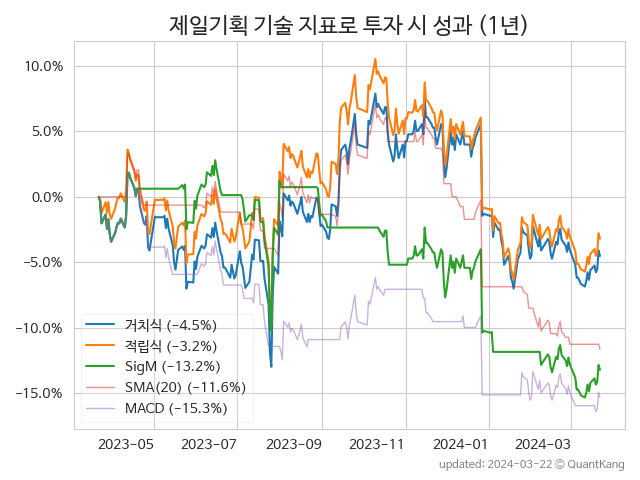 제일기획 기술 지표로 투자 시 성과 (1년)
10.0%
5.0%
0.0%
−5.0%
−10.0%
−15.0%
거치식 (−4.5%)
적립식 (−3.2%)
SigM (−13.2%)
SMA(20) (−11.6%)
MACD (−15.3%)
2023−05 2023−07 2023−09 2023−11 2024−01 2024−03
updated: 2024−03−22 © QuantKang